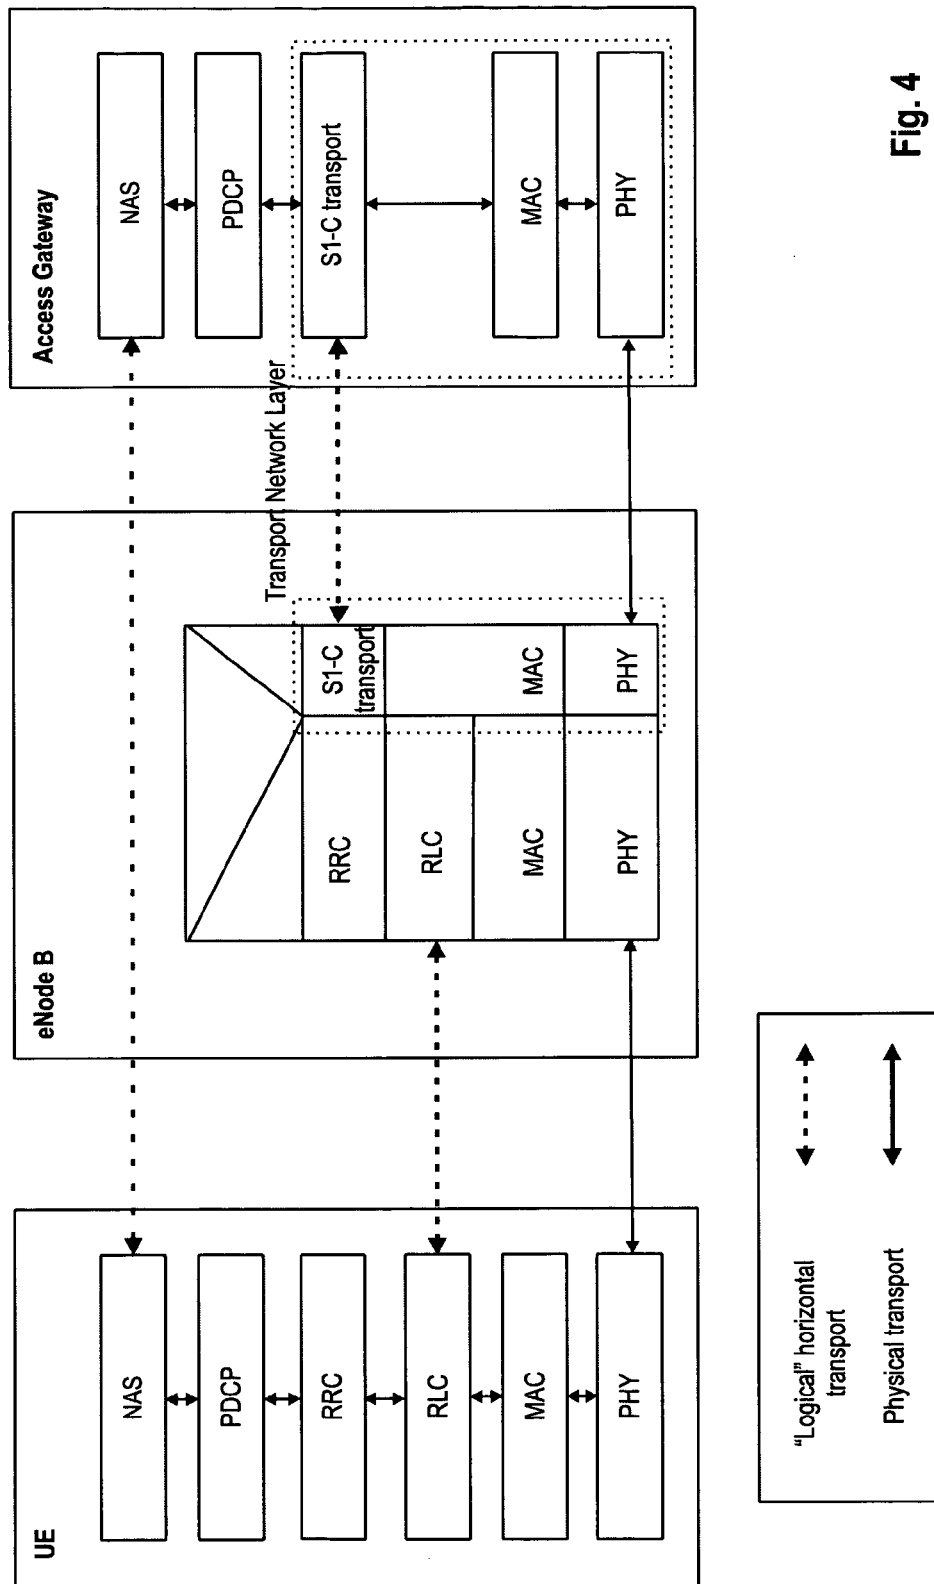 UE
NAS
PDCP
RRC
RLC
MAC
PHY
eNode B
RRC
RLC
MAC
PHY
S1-C
transport
MAC
PHY
Transport Network Layer
Access Gateway
NAS
PDCP
S1-C transport
MAC
PHY
"Logical" horizontal
transport
Physical transport
Fig. 4